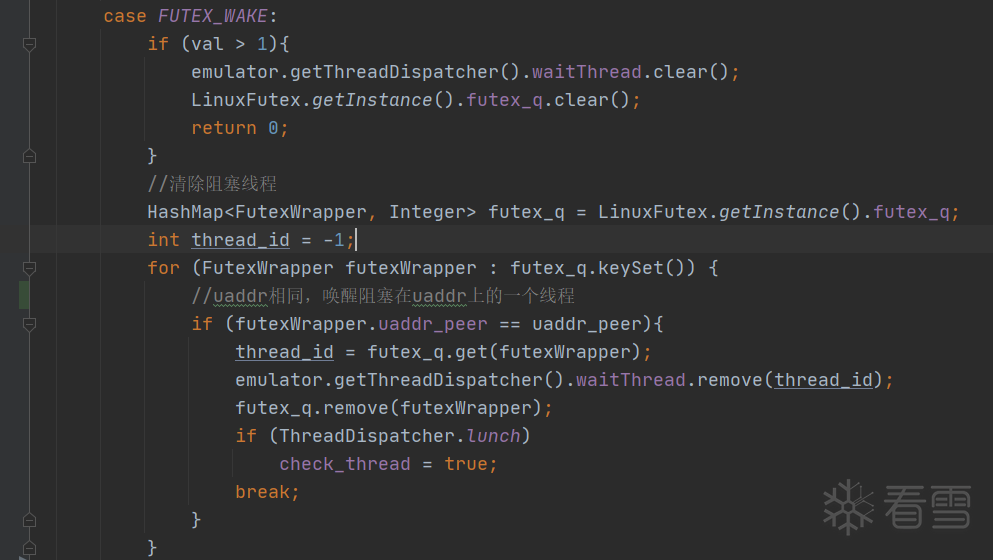 case FUTEX_WAKE:
if (val > 1){
emulator.getThreadDispatcher().waitThread.clear();
LinuxFutex.getInstance().futex_q.clear();
return 0;
}
//清除阻塞线程
HashMap<FutexWrapper, Integer> futex_q = LinuxFutex.getInstance().futex_q;
int thread_id = -1;
for (FutexWrapper futexWrapper : futex_q.keySet()) {
//uaddr相同，唤醒阻塞在uaddr上的一个线程
if (futexWrapper.uaddr_peer == uaddr_peer){
thread_id = futex_q.get(futexWrapper);
emulator.getThreadDispatcher().waitThread.remove(thread_id);
futex_q.remove(futexWrapper);
if (ThreadDispatcher.lunch)
check_thread = true;
break;
}
}
看雪